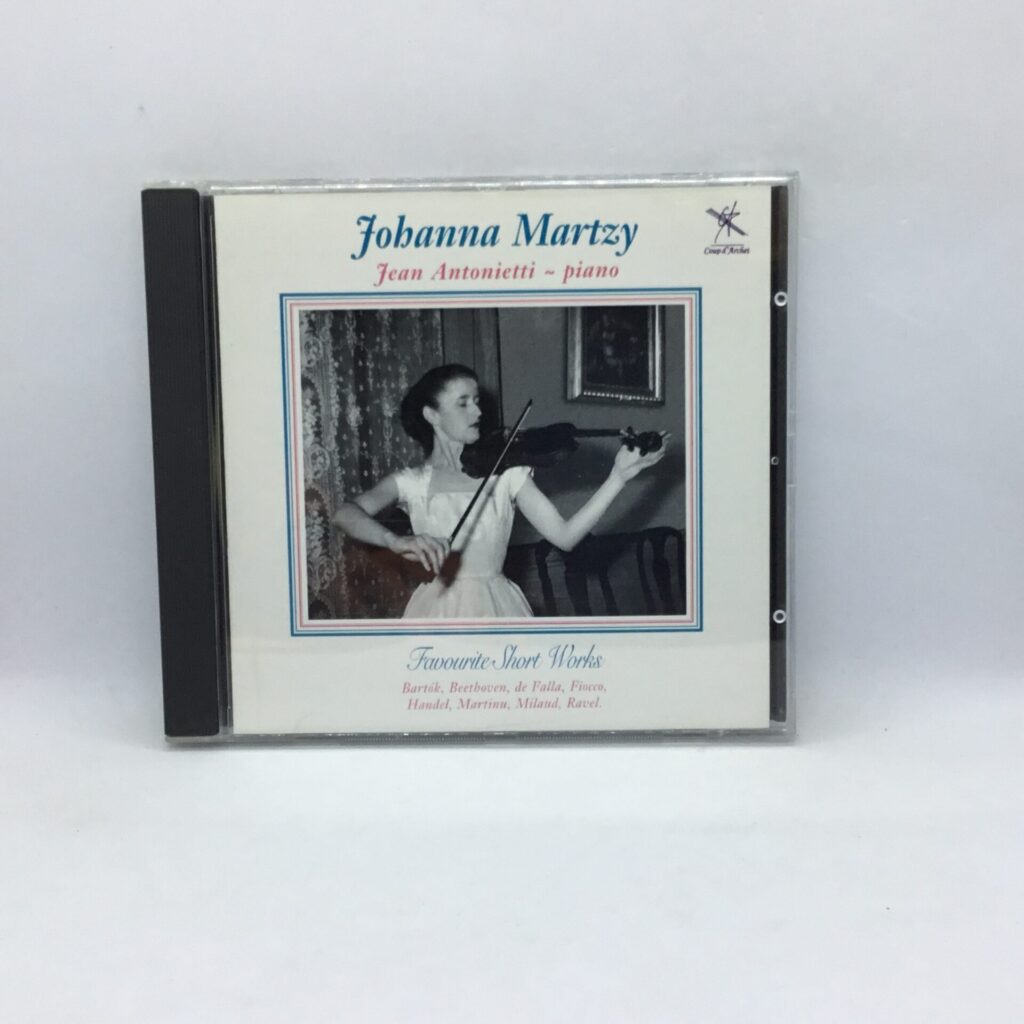 Johanna Martzy
Coup d'Archet
Jean Antonietti ~ piano
Favourite Short Works
Bartók, Beethoven, de Falla, Fiocco,
Handel, Martinu, Milaud, Ravel.